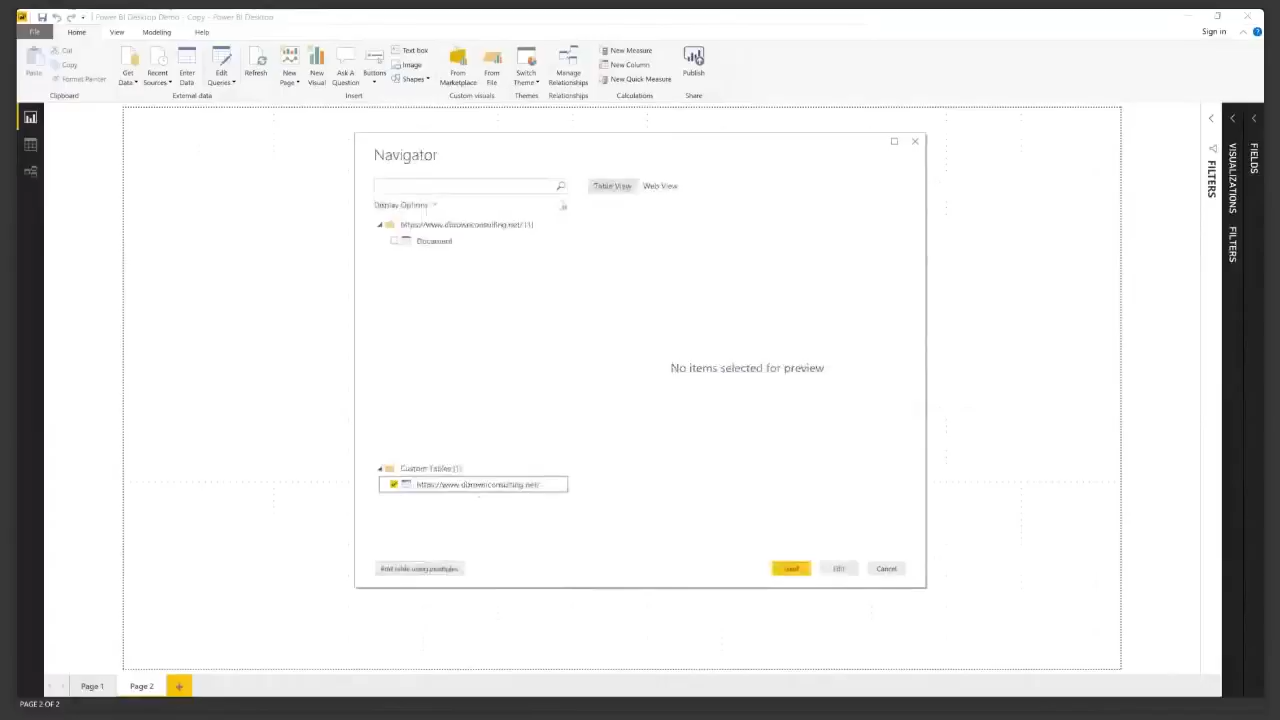 Power BI Desktop Demo - Copy - Power BI Desktop
File Home View Modeling Help
Sign in
Paste
Cut
Copy
Format Painter
Clipboard
Get Data
Recent Sources
Enter Data
Edit Queries
External data
Refresh
New Page
New Visual
Ask A Question
Buttons
Text box
Image
Shapes
Insert
From Marketplace
From File
Custom visuals
Switch Theme
Themes
Manage Relationships
Relationships
New Measure
New Column
New Quick Measure
Calculations
Publish
Share
Navigator
Display Options
Table View Web View
Document
No items selected for preview
Custom Tables [1]
Add table using examples
Load Edit Cancel
FILTERS
VISUALIZATIONS
FILTERS
FIELDS
Page 1 Page 2
PAGE 2 OF 2